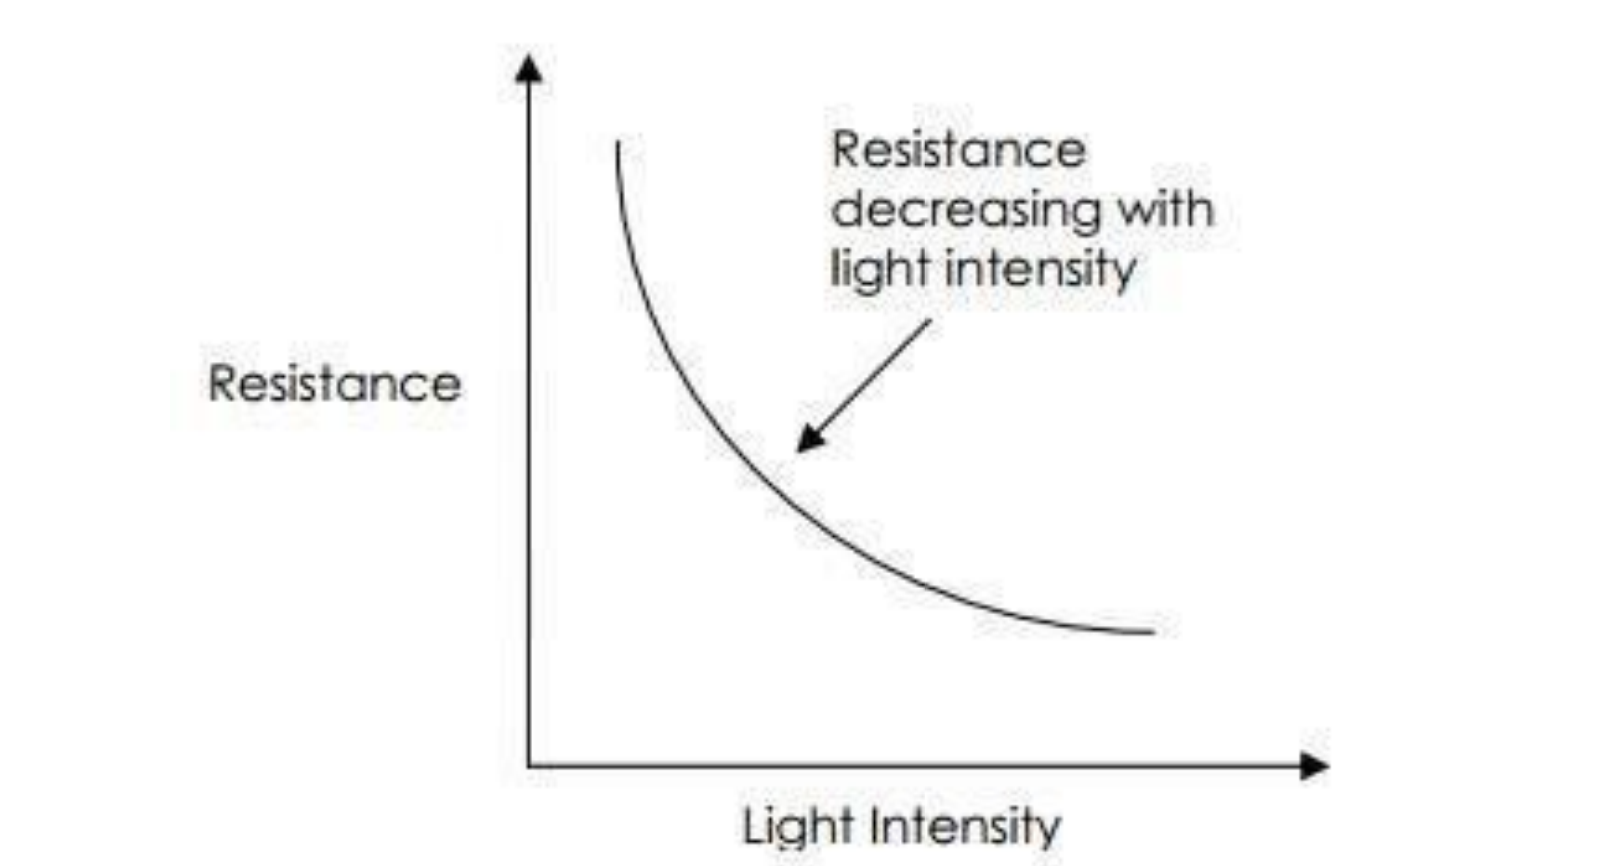 Resistance
decreasing with
light intensity
Resistance
Light Intensity